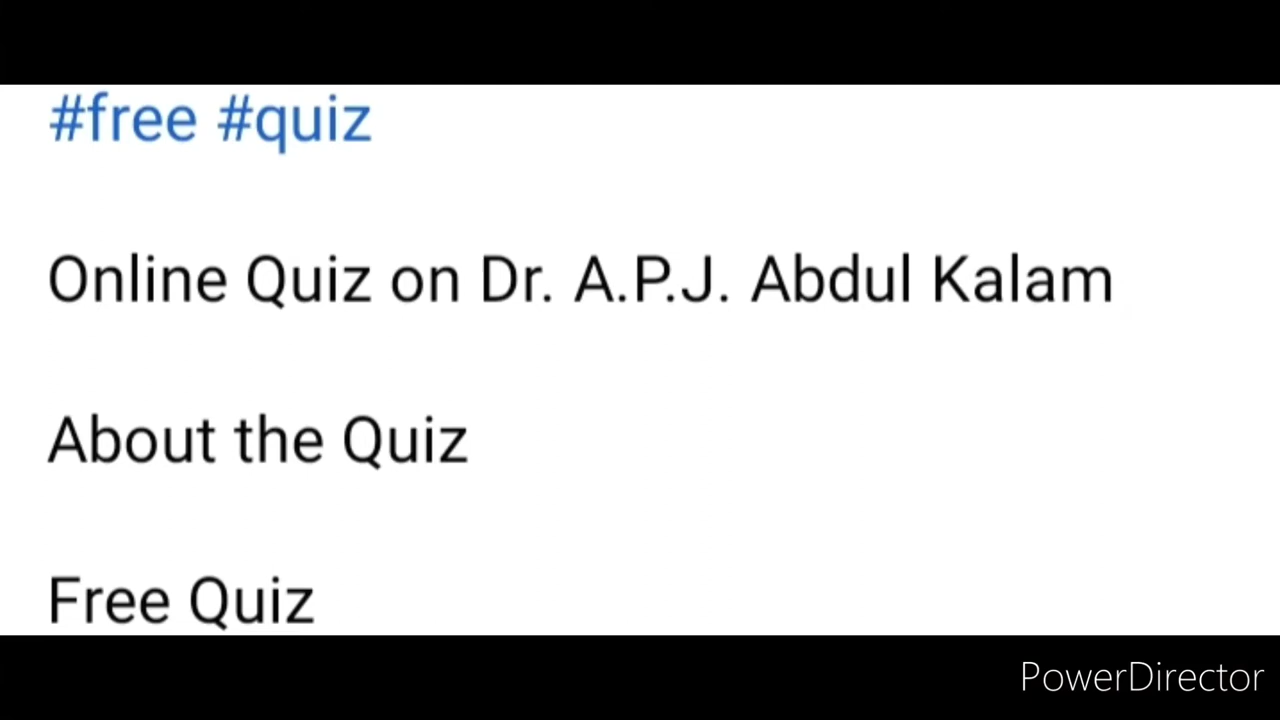 #free #quiz
Online Quiz on Dr. A.P.J. Abdul Kalam
About the Quiz
Free Quiz
PowerDirector